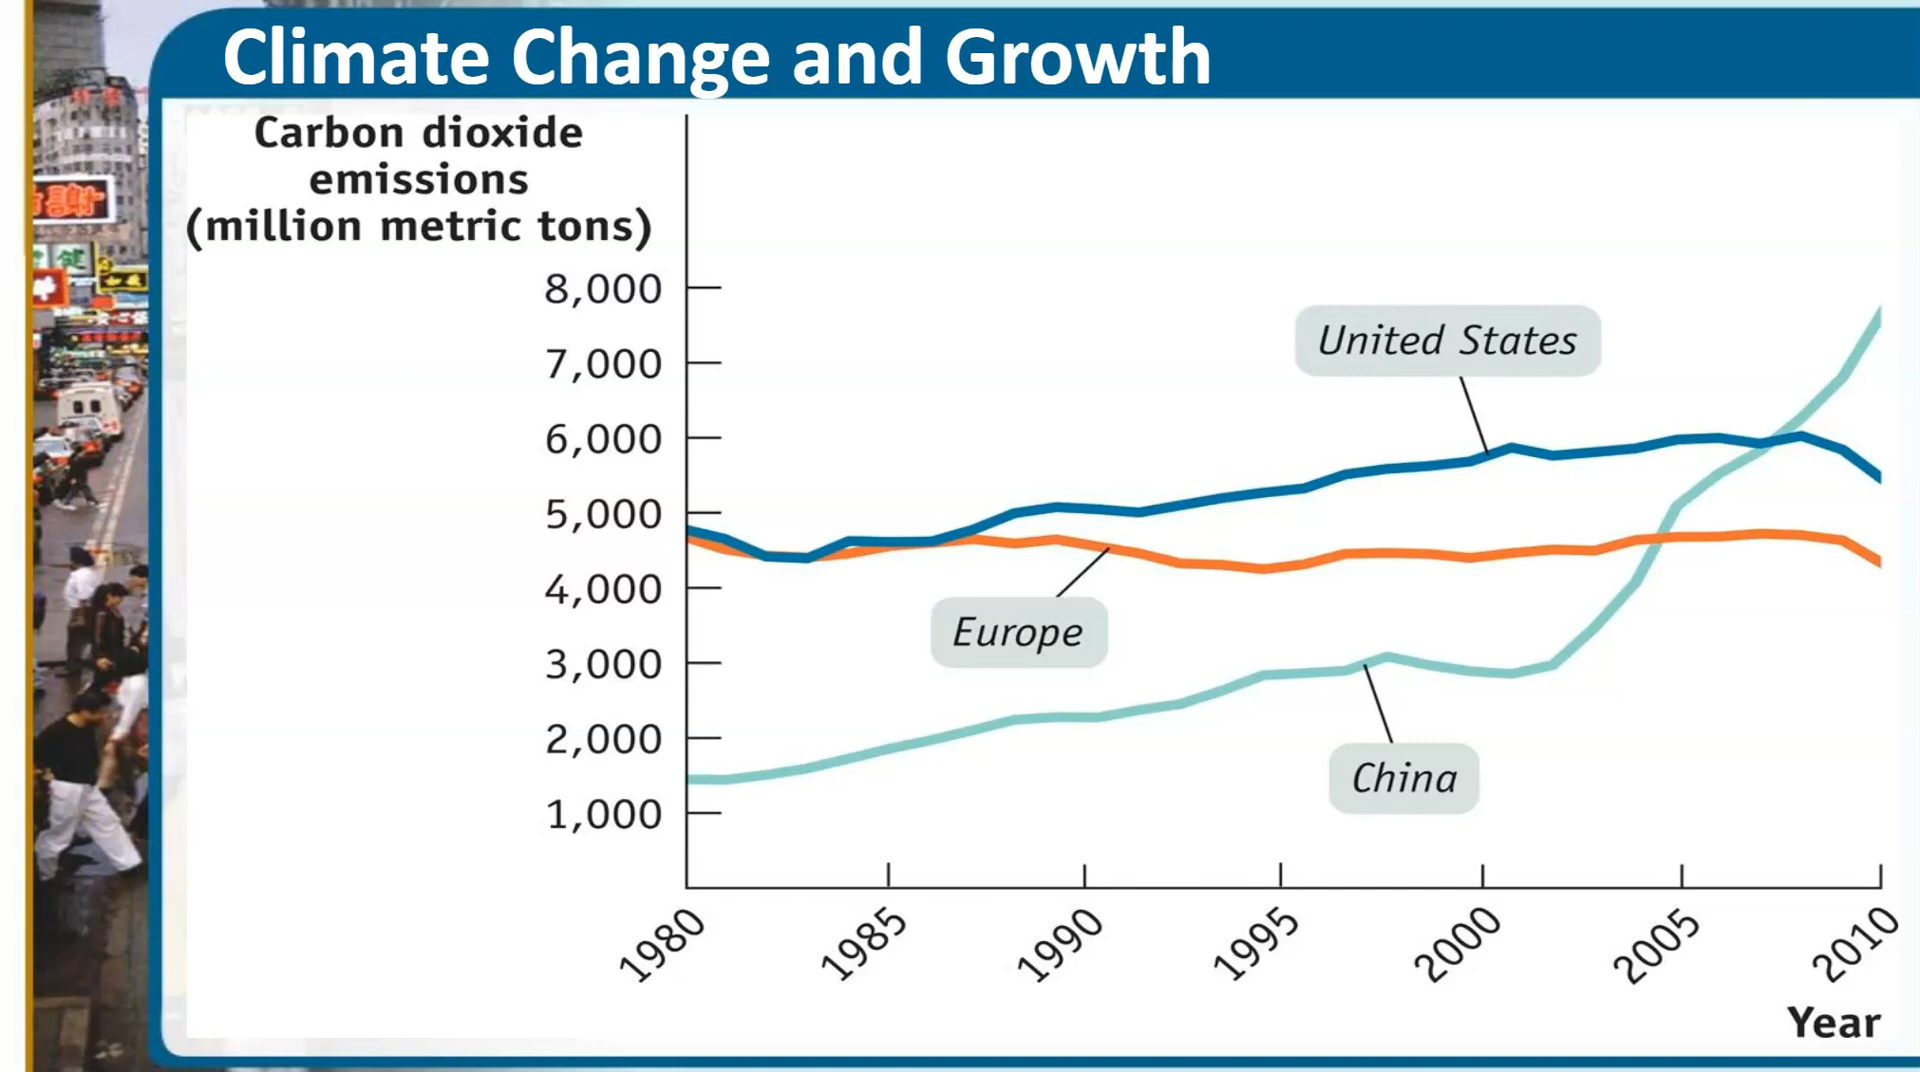 Climate Change and Growth
Carbon dioxide
emissions
(million metric tons)
8,000
7,000
6,000
5,000
4,000
3,000
2,000
1,000
United States
Europe
China
1980
1985
1990
1995
2000
2005
2010
Year